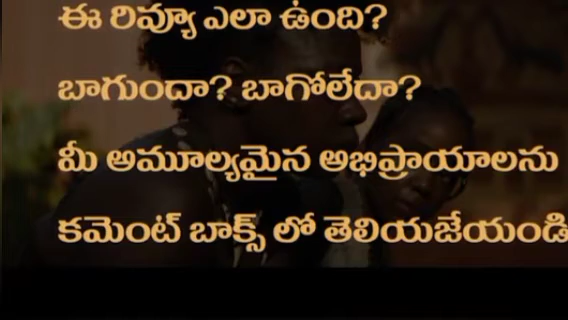 ఈ రివ్యూ ఎలా ఉంది?
బాగుందా? బాగోలేదా?
మీ అమూల్యమైన అభిప్రాయాలను
కమెంట్ బాక్స్ లో తెలియజేయండి